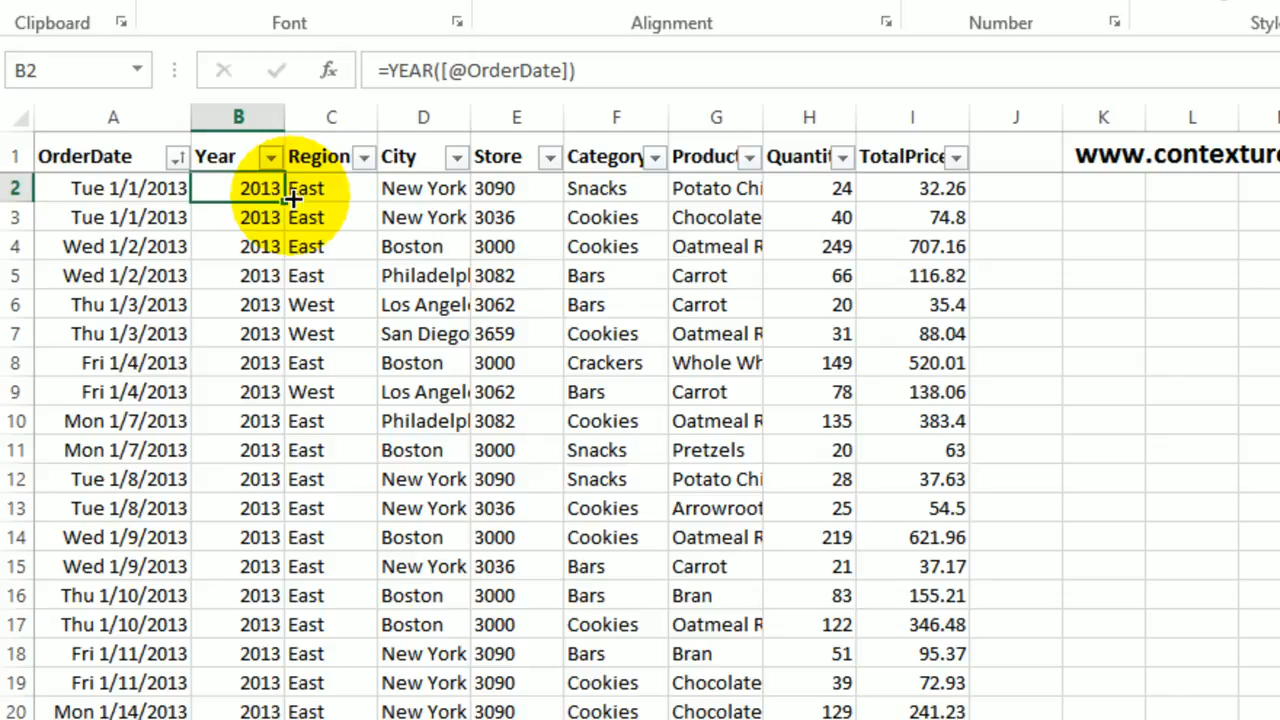 Clipboard Font Alignment Number Style
B2 fx =YEAR([@OrderDate])
A B C D E F G H I J K L
1 OrderDate Year Region City Store Category Product Quantit TotalPrice www.contexture
2 Tue 1/1/2013 2013 East New York 3090 Snacks Potato Chi 24 32.26
3 Tue 1/1/2013 2013 East New York 3036 Cookies Chocolate 40 74.8
4 Wed 1/2/2013 2013 East Boston 3000 Cookies Oatmeal R 249 707.16
5 Wed 1/2/2013 2013 East Philadelph 3082 Bars Carrot 66 116.82
6 Thu 1/3/2013 2013 West Los Angele 3062 Bars Carrot 20 35.4
7 Thu 1/3/2013 2013 West San Diego 3659 Cookies Oatmeal R 31 88.04
8 Fri 1/4/2013 2013 East Boston 3000 Crackers Whole Wh 149 520.01
9 Fri 1/4/2013 2013 West Los Angele 3062 Bars Carrot 78 138.06
10 Mon 1/7/2013 2013 East Philadelph 3082 Cookies Oatmeal R 135 383.4
11 Mon 1/7/2013 2013 East Boston 3000 Snacks Pretzels 20 63
12 Tue 1/8/2013 2013 East New York 3090 Snacks Potato Chi 28 37.63
13 Tue 1/8/2013 2013 East New York 3036 Cookies Arrowroot 25 54.5
14 Wed 1/9/2013 2013 East Boston 3000 Cookies Oatmeal R 219 621.96
15 Wed 1/9/2013 2013 East New York 3036 Bars Carrot 21 37.17
16 Thu 1/10/2013 2013 East Boston 3000 Bars Bran 83 155.21
17 Thu 1/10/2013 2013 East Boston 3000 Cookies Oatmeal R 122 346.48
18 Fri 1/11/2013 2013 East New York 3090 Bars Bran 51 95.37
19 Fri 1/11/2013 2013 East New York 3090 Cookies Chocolate 39 72.93
20 Mon 1/14/2013 2013 East New York 3090 Cookies Chocolate 129 241.23